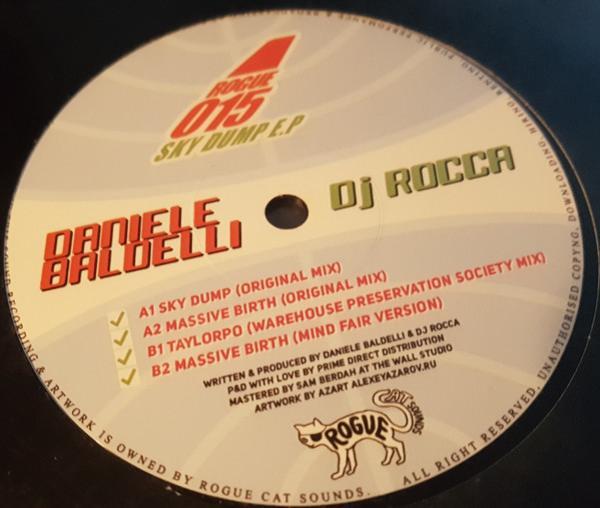 ROGUE
015
SKY DUMP E.P
DANIELE
BALDELLI
Dj ROCCA
A1 SKY DUMP (ORIGINAL MIX)
A2 MASSIVE BIRTH (ORIGINAL MIX)
B1 TAYLORPO (WAREHOUSE PRESERVATION SOCIETY MIX)
B2 MASSIVE BIRTH (MIND FAIR VERSION)
WRITTEN & PRODUCED BY DANIELE BALDELLI & DJ ROCCA
P&D WITH LOVE BY PRIME DIRECT DISTRIBUTION
MASTERED BY SAM BERDAH AT THE WALL STUDIO
ARTWORK BY AZART ALEXEYAZAROV.RU
ROGUE
CAT
SOUNDS
RECORDING & ARTWORK IS OWNED BY ROGUE CAT SOUNDS. ALL RIGHT RESERVED, UNAUTHORISED COPYNG, DOWNLOADING, HIRING, RENTING, PUBLIC PERFORMANCE